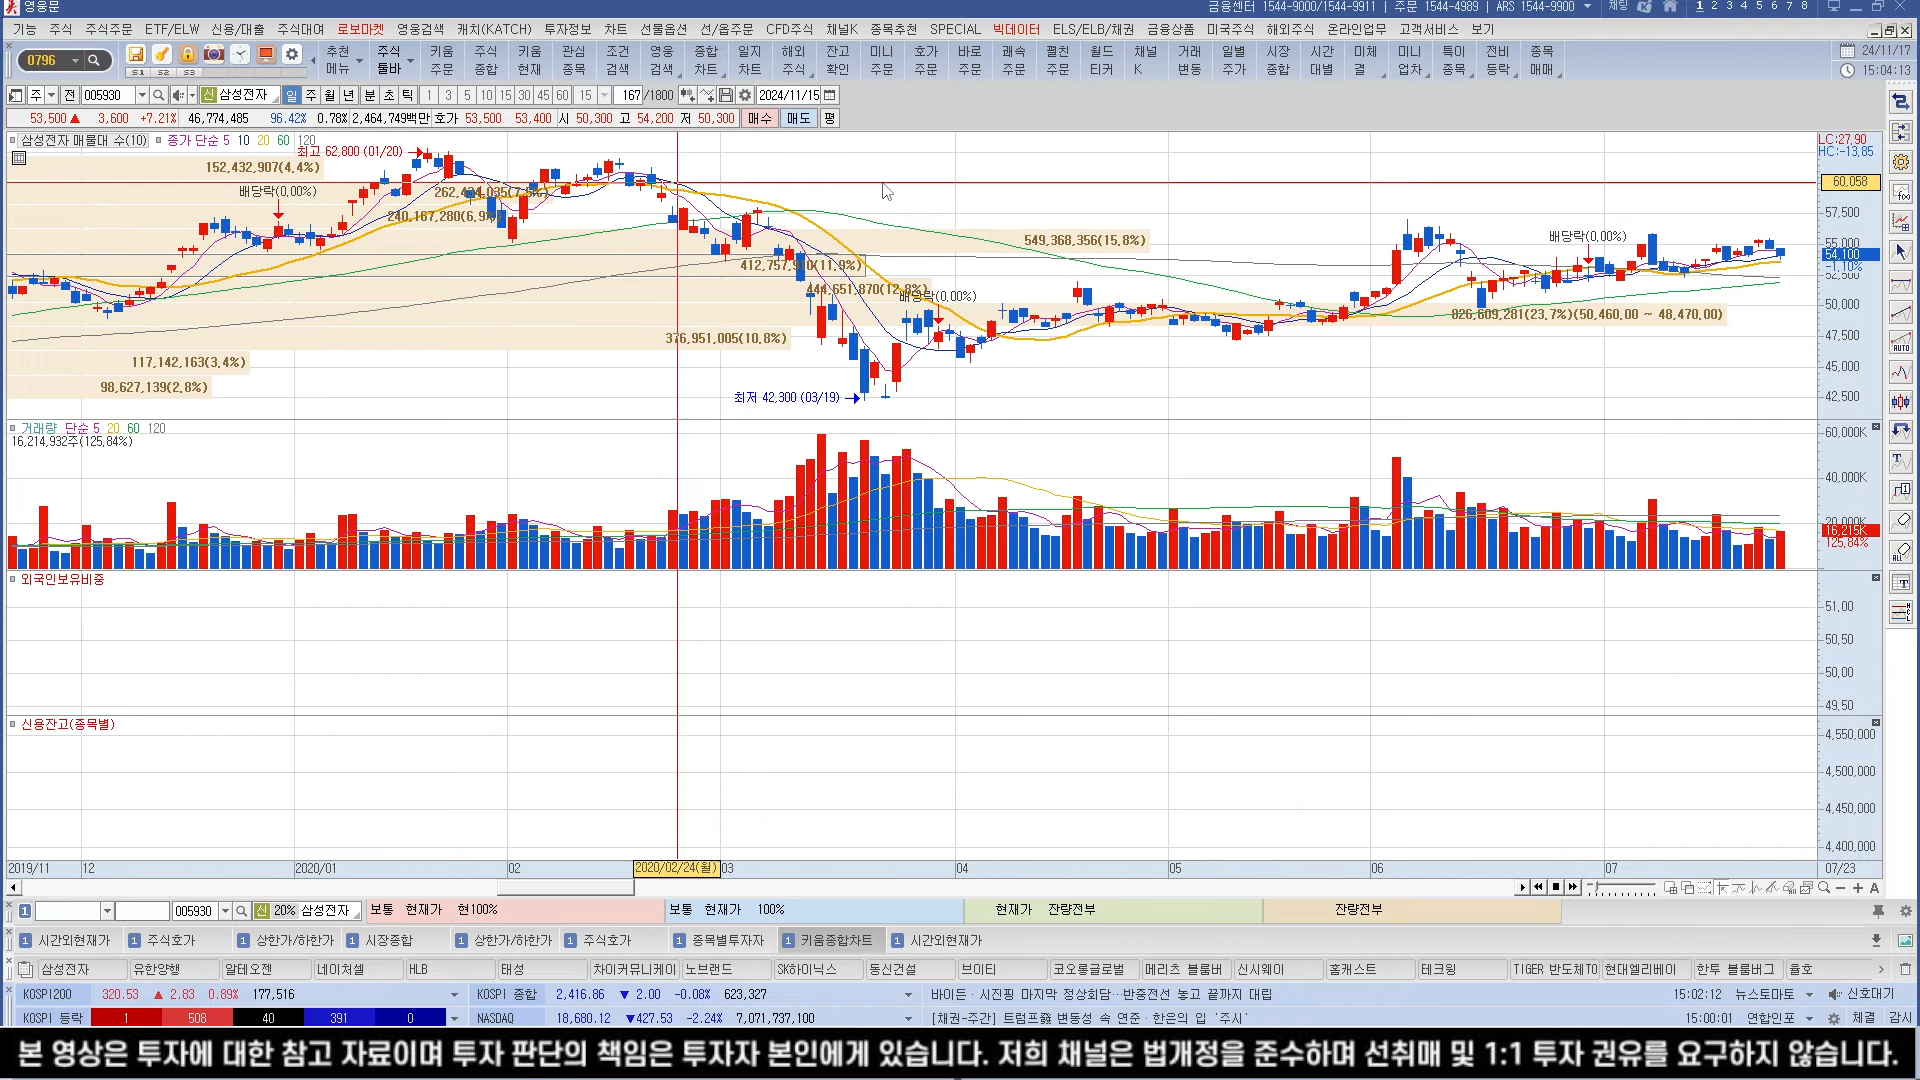 영웅문
금융센터 1544-9000/1544-9911 | 주문 1544-4989 | ARS 1544-9900 채팅 1 2 3 4 5 6 7 8
기능 주식 주식주문 ETF/ELW 신용/대출 주식대여 로보마켓 영웅검색 캐치(KATCH) 투자정보 차트 선물옵션 선/옵주문 CFD주식 채널K 종목추천 SPECIAL 빅데이터 ELS/ELB/채권 금융상품 미국주식 해외주식 온라인업무 고객서비스 보기
0796 S1 S2 S3
추천 메뉴 주식 툴바 키움 주문 주식 종합 키움 현재 관심 종목 조건 검색 영웅 검색 종합 차트 일지 차트 해외 주식 잔고 확인 미니 주문 호가 주문 바로 주문 쾌속 주문 펼친 주문 월드 티커 채널 K 거래 변동 일별 주가 시장 종합 시간 대별 미체 결 미니 업차 특이 종목 전비 등락 종목 매매
24/11/17
15:04:13
주 전 005930 신 삼성전자 일 주 월 년 분 초 틱 1 3 5 10 15 30 45 60 15 167 /1800 2024/11/15
53,500 ▲ 3,600 +7.21% 46,774,485 96.42% 0.78% 2,464,749백만 호가 53,500 53,400 시 50,300 고 54,200 저 50,300 매수 매도 평
삼성전자 매물대 수(10) 종가 단순 5 10 20 60 120
LC:27,90
HC:-13,85
최고 62,800 (01/20)
152,432,907(4.4%)
60,058
배당락(0,00%)
262,434,035(7.5%)
240,167,280(6.9%)
57,500
549,368,356(15.8%)
배당락(0,00%)
55,000
54,100
-1,10%
52,500
412,757,910(11.9%)
444,651,870(12.8%)
배당락(0,00%)
50,000
826,609,281(23.7%)(50,460,00 ~ 48,470,00)
376,951,005(10.8%)
47,500
117,142,163(3.4%)
45,000
98,627,139(2.8%)
최저 42,300 (03/19)
42,500
거래량 단순 5 20 60 120
16,214,932주(125,84%)
60,000K
40,000K
20,000K
16,215K
125,84%
외국인보유비중
51,00
50,50
50,00
49,50
신용잔고(종목별)
4,550,000
4,500,000
4,450,000
4,400,000
2019/11 12 2020/01 02 2020/02/24(월) 03 04 05 06 07 07/23
1 005930 신 20% 삼성전자 보통 현재가 현100% 보통 현재가 100% 현재가 잔량전부 잔량전부
1 시간외현재가 1 주식호가 1 상한가/하한가 1 시장종합 1 상한가/하한가 1 주식호가 1 종목별투자자 1 키움종합차트 1 시간외현재가
삼성전자 유한양행 알테오젠 네이처셀 HLB 태성 차이커뮤니케이 노브랜드 SK하이닉스 동신건설 브이티 코오롱글로벌 메리츠 블룸버 신시웨이 홈캐스트 테크윙 TIGER 반도체TO 현대엘리베이 한투 블룸버그 율호
KOSPI200 320.53 ▲ 2.83 0.89% 177,516 KOSPI 종합 2,416.86 ▼ 2.00 -0.08% 623,327 바이든·시진핑 마지막 정상회담…반중전선 놓고 끝까지 대립 15:02:12 뉴스토마토 신호대기
KOSPI 등락 1 508 40 391 0 NASDAQ 18,680.12 ▼427.53 -2.24% 7,071,737,100 [채권-주간] 트럼프發 변동성 속 연준·한은의 입 '주시' 15:00:01 연합인포 체결 감시
본 영상은 투자에 대한 참고 자료이며 투자 판단의 책임은 투자자 본인에게 있습니다. 저희 채널은 법개정을 준수하며 선취매 및 1:1 투자 권유를 요구하지 않습니다.